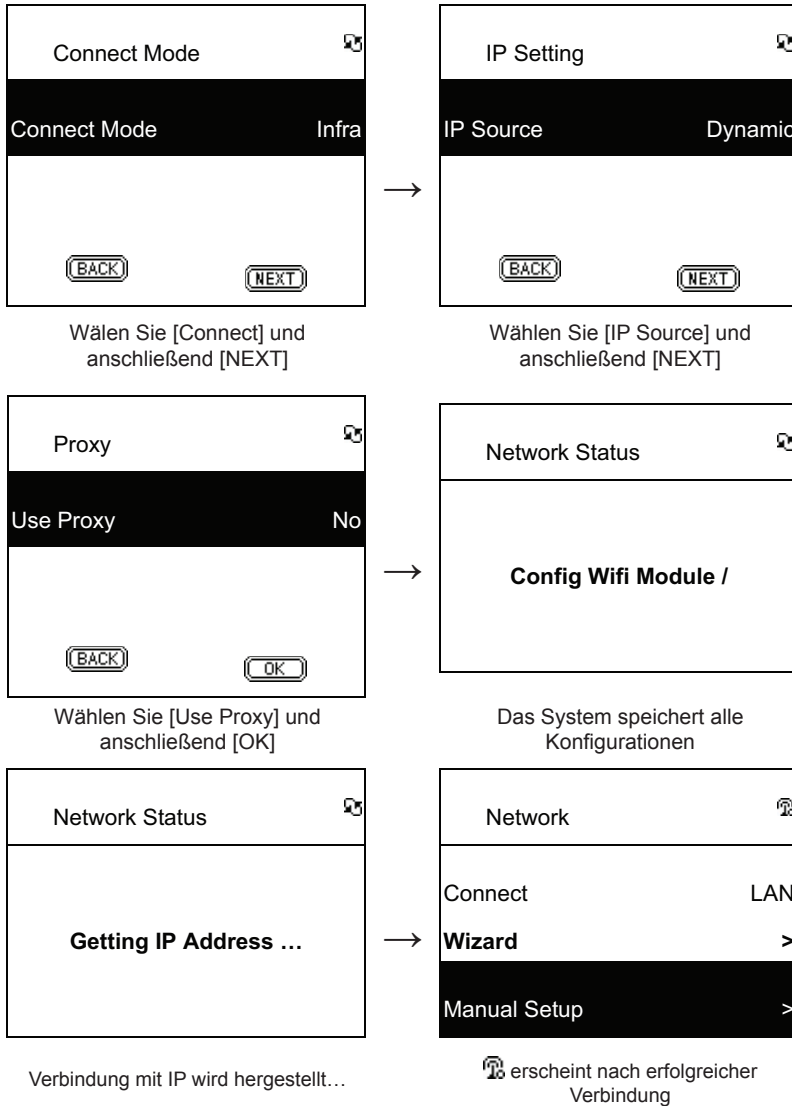 Connect Mode
Connect Mode Infra
BACK NEXT
Wälen Sie [Connect] und
anschließend [NEXT]
→
IP Setting
IP Source Dynamic
BACK NEXT
Wählen Sie [IP Source] und
anschließend [NEXT]
Proxy
Use Proxy No
BACK OK
Wählen Sie [Use Proxy] und
anschließend [OK]
→
Network Status
Config Wifi Module /
Das System speichert alle
Konfigurationen
Network Status
Getting IP Address …
Verbindung mit IP wird hergestellt…
→
Network
Connect LAN
Wizard >
Manual Setup >
erscheint nach erfolgreicher
Verbindung